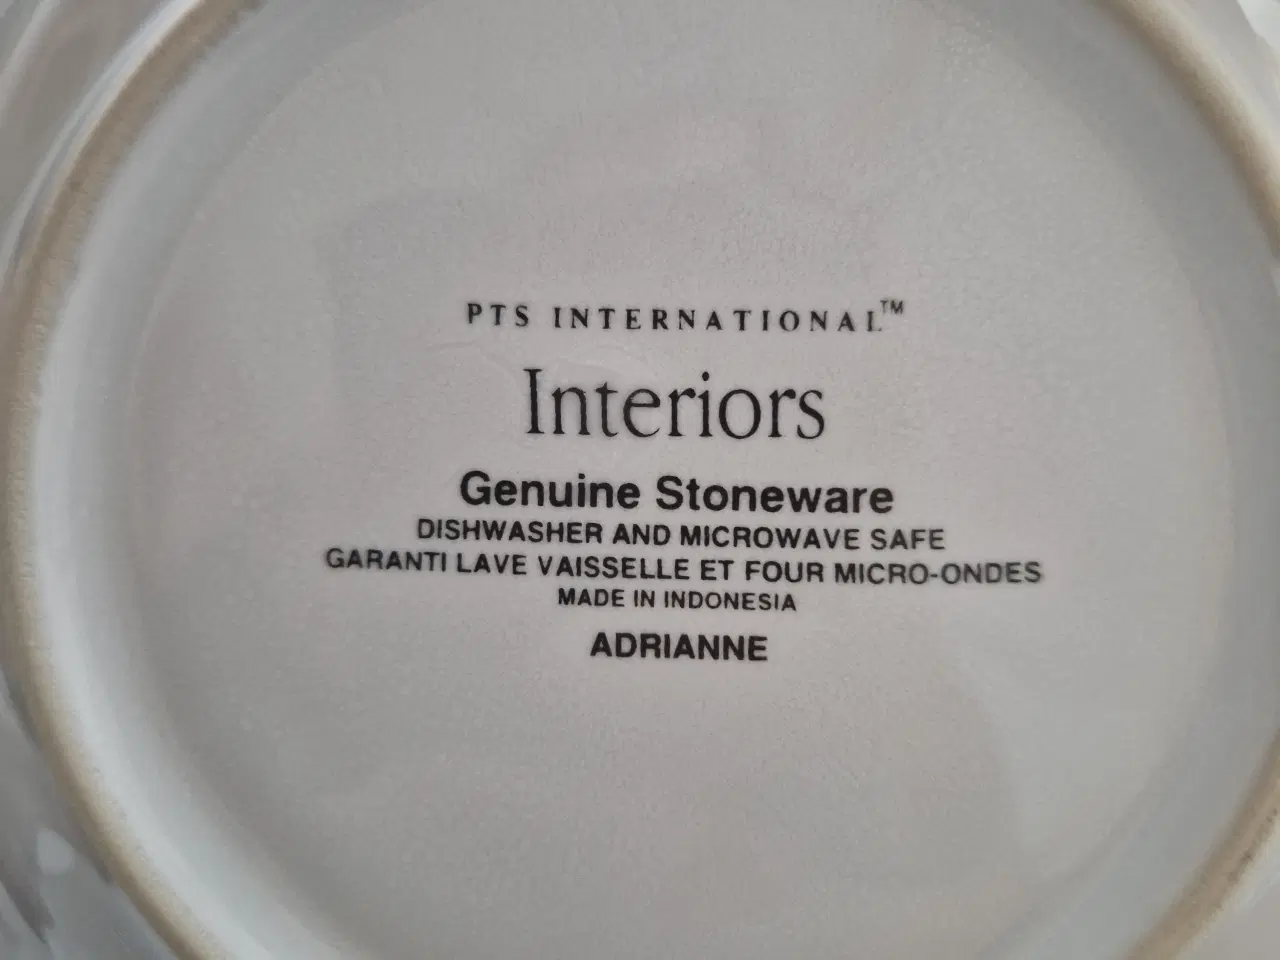 PTS INTERNATIONAL™
Interiors
Genuine Stoneware
DISHWASHER AND MICROWAVE SAFE
GARANTI LAVE VAISSELLE ET FOUR MICRO-ONDES
MADE IN INDONESIA
ADRIANNE